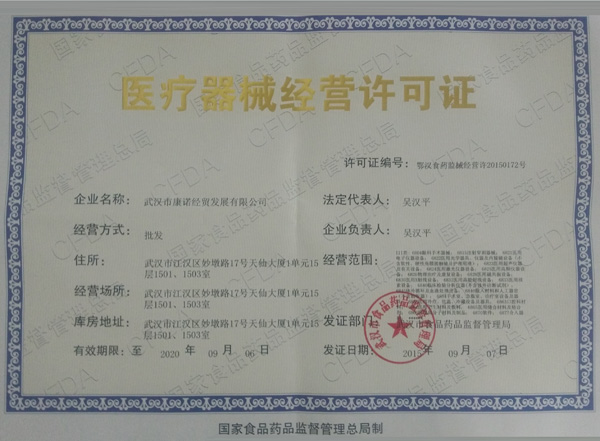 医疗器械经营许可证
许可证编号：鄂汉食药监械经营许20150172号
企业名称：武汉市康诺经贸发展有限公司
法定代表人：吴汉平
经营方式：批发
企业负责人：吴汉平
住所：武汉市江汉区妙墩路17号天仙大厦1单元15
层1501、1503室
经营范围：
经营场所：武汉市江汉区妙墩路17号天仙大厦1单元15
层1501、1503室
库房地址：武汉市江汉区妙墩路17号天仙大厦1单元15
层1501、1503室
发证部门：武汉市食品药品监督管理局
有效期限：至 2020 年 09 月 06 日
发证日期：2015 年 09 月 07 日
国家食品药品监督管理总局制